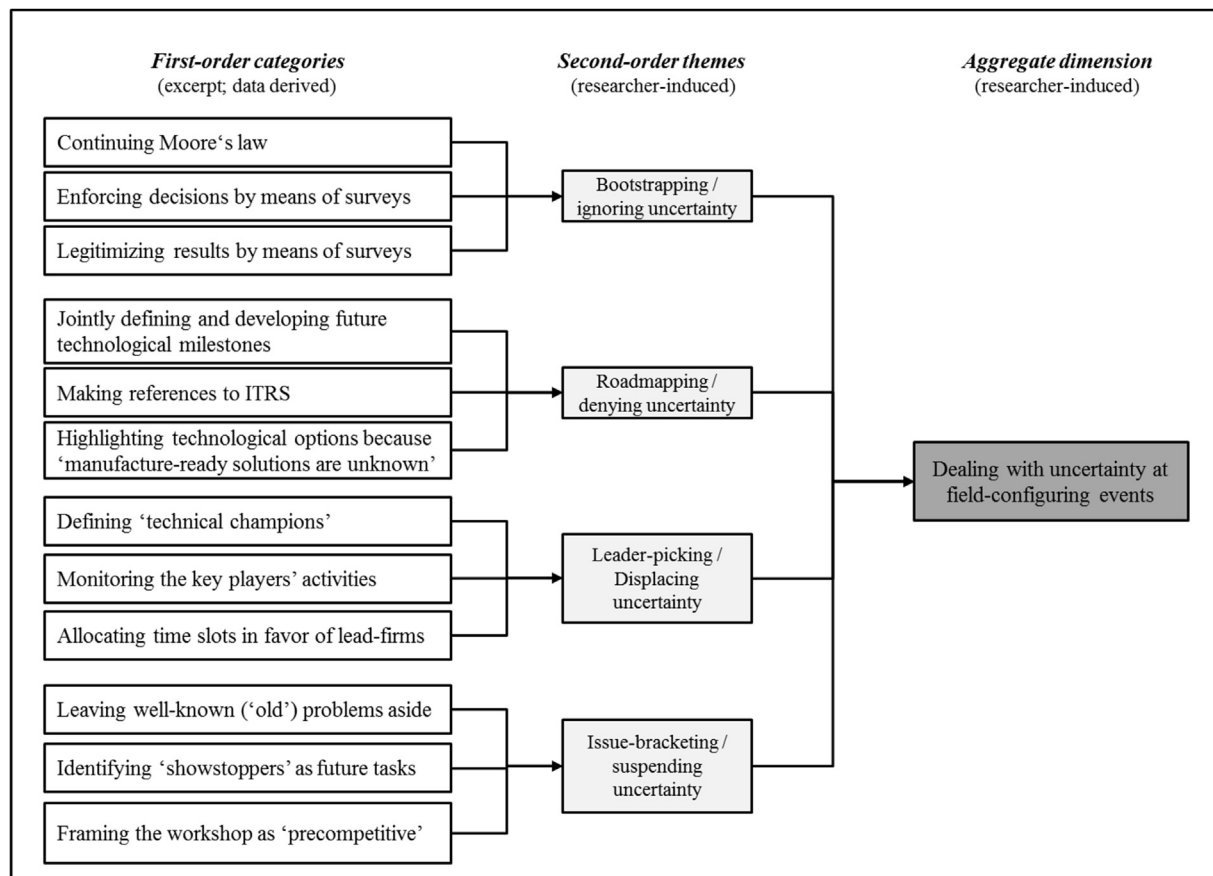 First-order categories
(excerpt; data derived)
Second-order themes
(researcher-induced)
Aggregate dimension
(researcher-induced)
Continuing Moore‘s law
Enforcing decisions by means of surveys
Legitimizing results by means of surveys
Bootstrapping /
ignoring uncertainty
Jointly defining and developing future
technological milestones
Making references to ITRS
Highlighting technological options because
‘manufacture-ready solutions are unknown’
Roadmapping /
denying uncertainty
Defining ‘technical champions’
Monitoring the key players’ activities
Allocating time slots in favor of lead-firms
Leader-picking /
Displacing
uncertainty
Leaving well-known (‘old’) problems aside
Identifying ‘showstoppers’ as future tasks
Framing the workshop as ‘precompetitive’
Issue-bracketing /
suspending
uncertainty
Dealing with uncertainty at
field-configuring events